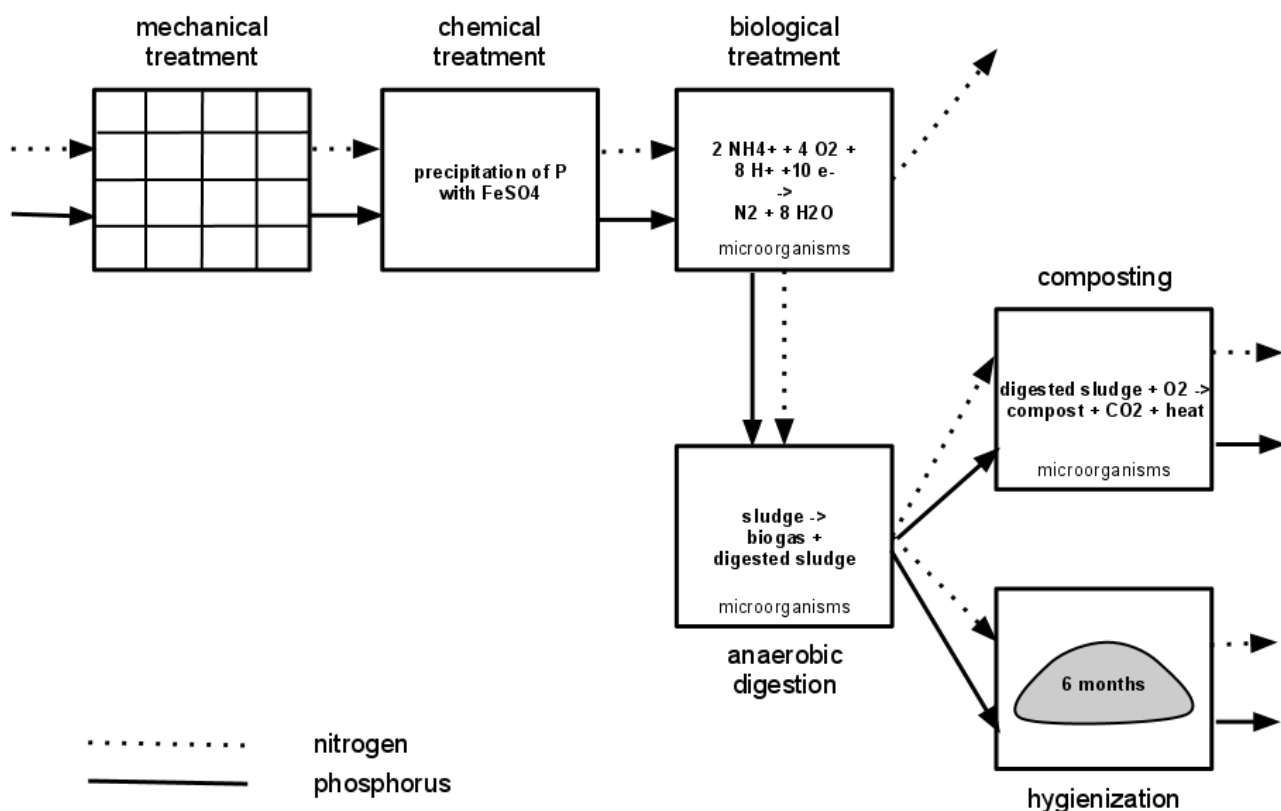 mechanical
treatment
chemical
treatment
biological
treatment
precipitation of P
with FeSO4
2 NH4+ + 4 O2 +
8 H+ +10 e-
->
N2 + 8 H2O
microorganisms
composting
digested sludge + O2 ->
compost + CO2 + heat
microorganisms
sludge ->
biogas +
digested sludge
microorganisms
anaerobic
digestion
6 months
hygienization
nitrogen
phosphorus